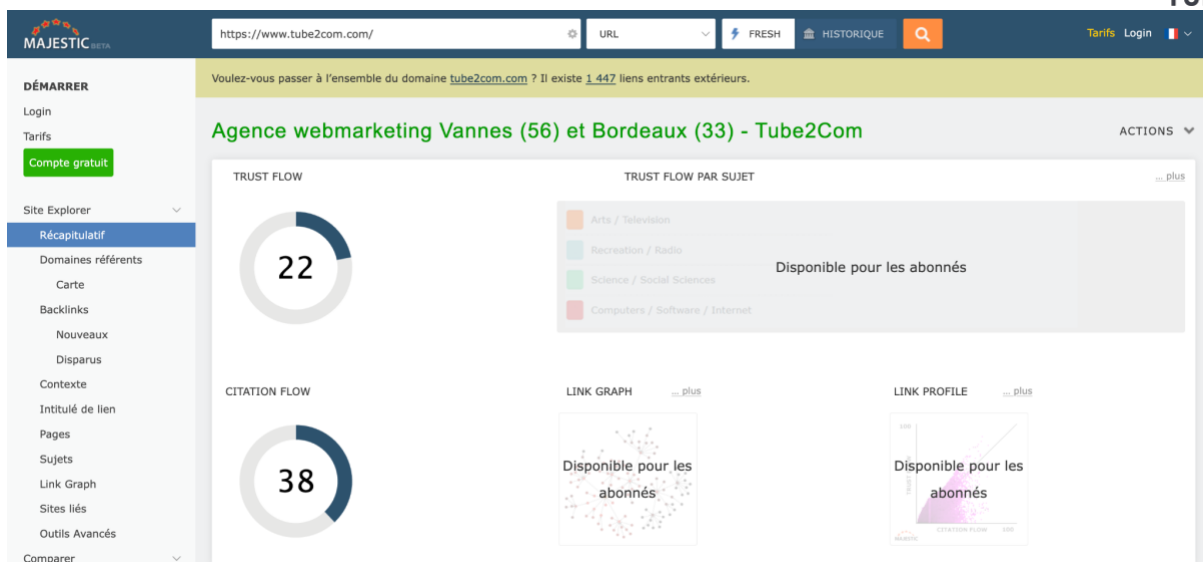 MAJESTIC BETA
https://www.tube2com.com/
URL
FRESH
HISTORIQUE
Tarifs Login
Voulez-vous passer à l'ensemble du domaine tube2com.com ? Il existe 1 447 liens entrants extérieurs.
DÉMARRER
Login
Tarifs
Compte gratuit
Site Explorer
Récapitulatif
Domaines référents
Carte
Backlinks
Nouveaux
Disparus
Contexte
Intitulé de lien
Pages
Sujets
Link Graph
Sites liés
Outils Avancés
Comparer
Agence webmarketing Vannes (56) et Bordeaux (33) - Tube2Com
ACTIONS
TRUST FLOW
22
TRUST FLOW PAR SUJET
... plus
Arts / Television
Recreation / Radio
Science / Social Sciences
Computers / Software / Internet
Disponible pour les abonnés
CITATION FLOW
38
LINK GRAPH
... plus
Disponible pour les
abonnés
LINK PROFILE
... plus
100
Disponible pour les
abonnés
CITATION FLOW 100
MAJESTIC